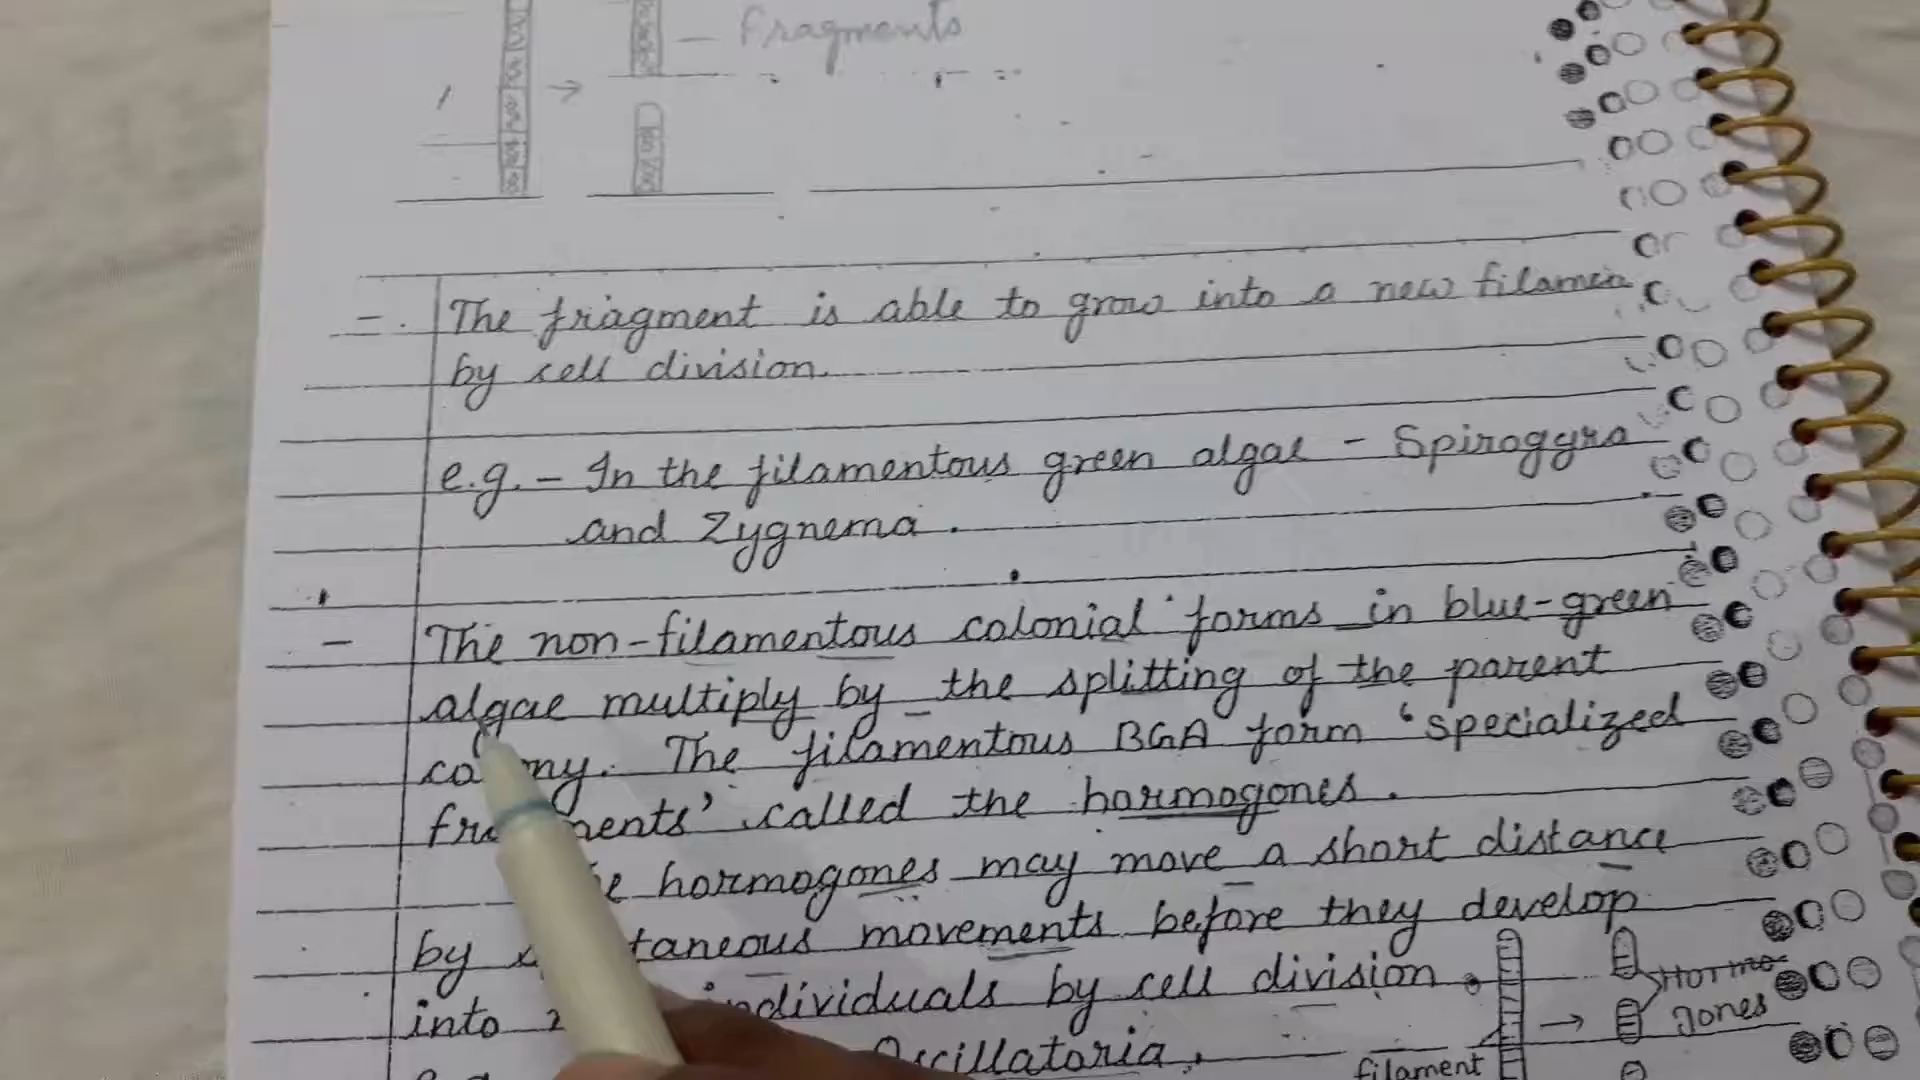 - Fragments
- The fragment is able to grow into a new filamen
by cell division.
e.g. - In the filamentous green algae - Spirogyra
and Zygnema.
- The non-filamentous colonial forms in blue-green
algae multiply by the splitting of the parent
colony. The filamentous BGA form 'specialized
fragments' called the hormogones.
hormogones may move a short distance
by taneous movements before they develop
into individuals by cell division.
Hormo
gones
e.g. Oscillatoria.
filament